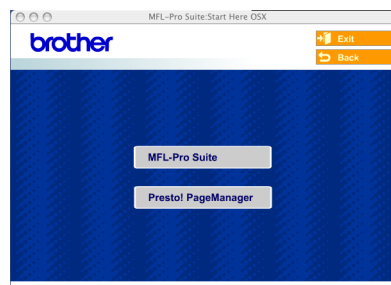 MFL-Pro Suite:Start Here OSX
brother
Exit
Back
MFL-Pro Suite
Presto! PageManager